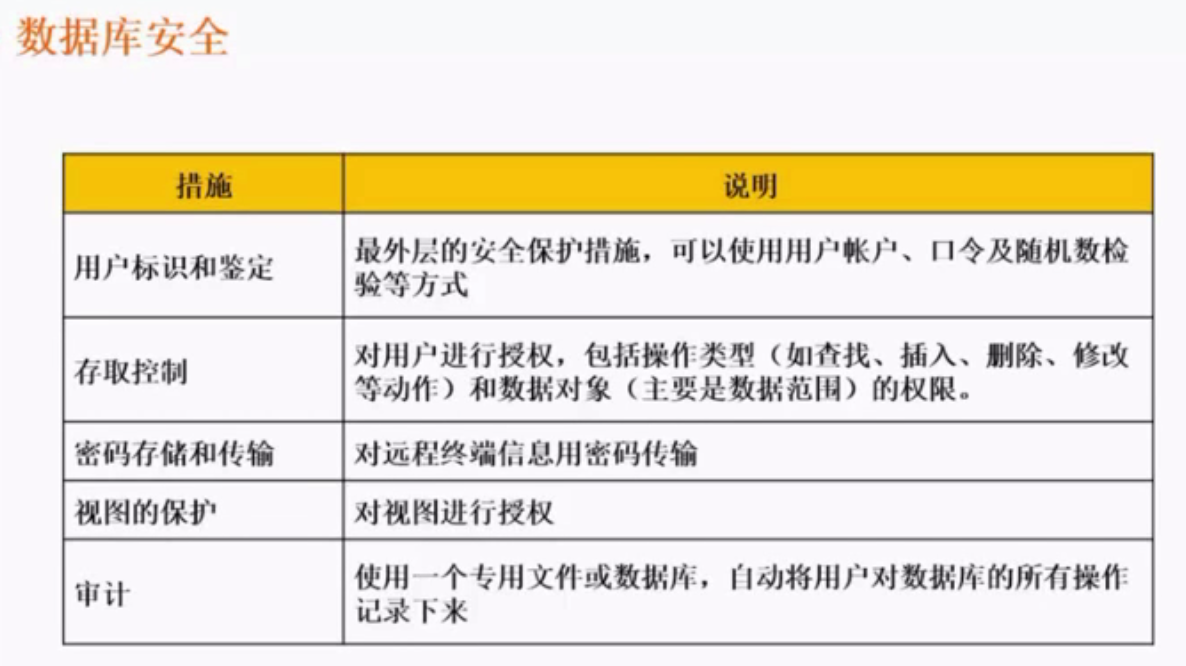 数据库安全
措施
说明
用户标识和鉴定
最外层的安全保护措施，可以使用用户帐户、口令及随机数检
验等方式
存取控制
对用户进行授权，包括操作类型（如查找、插入、删除、修改
等动作）和数据对象（主要是数据范围）的权限。
密码存储和传输
对远程终端信息用密码传输
视图的保护
对视图进行授权
审计
使用一个专用文件或数据库，自动将用户对数据库的所有操作
记录下来